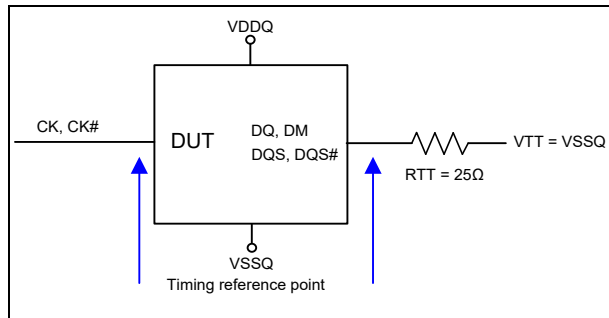 VDDQ
CK, CK#
DUT
DQ, DM
DQS, DQS#
VTT = VSSQ
RTT = 25Ω
VSSQ
Timing reference point